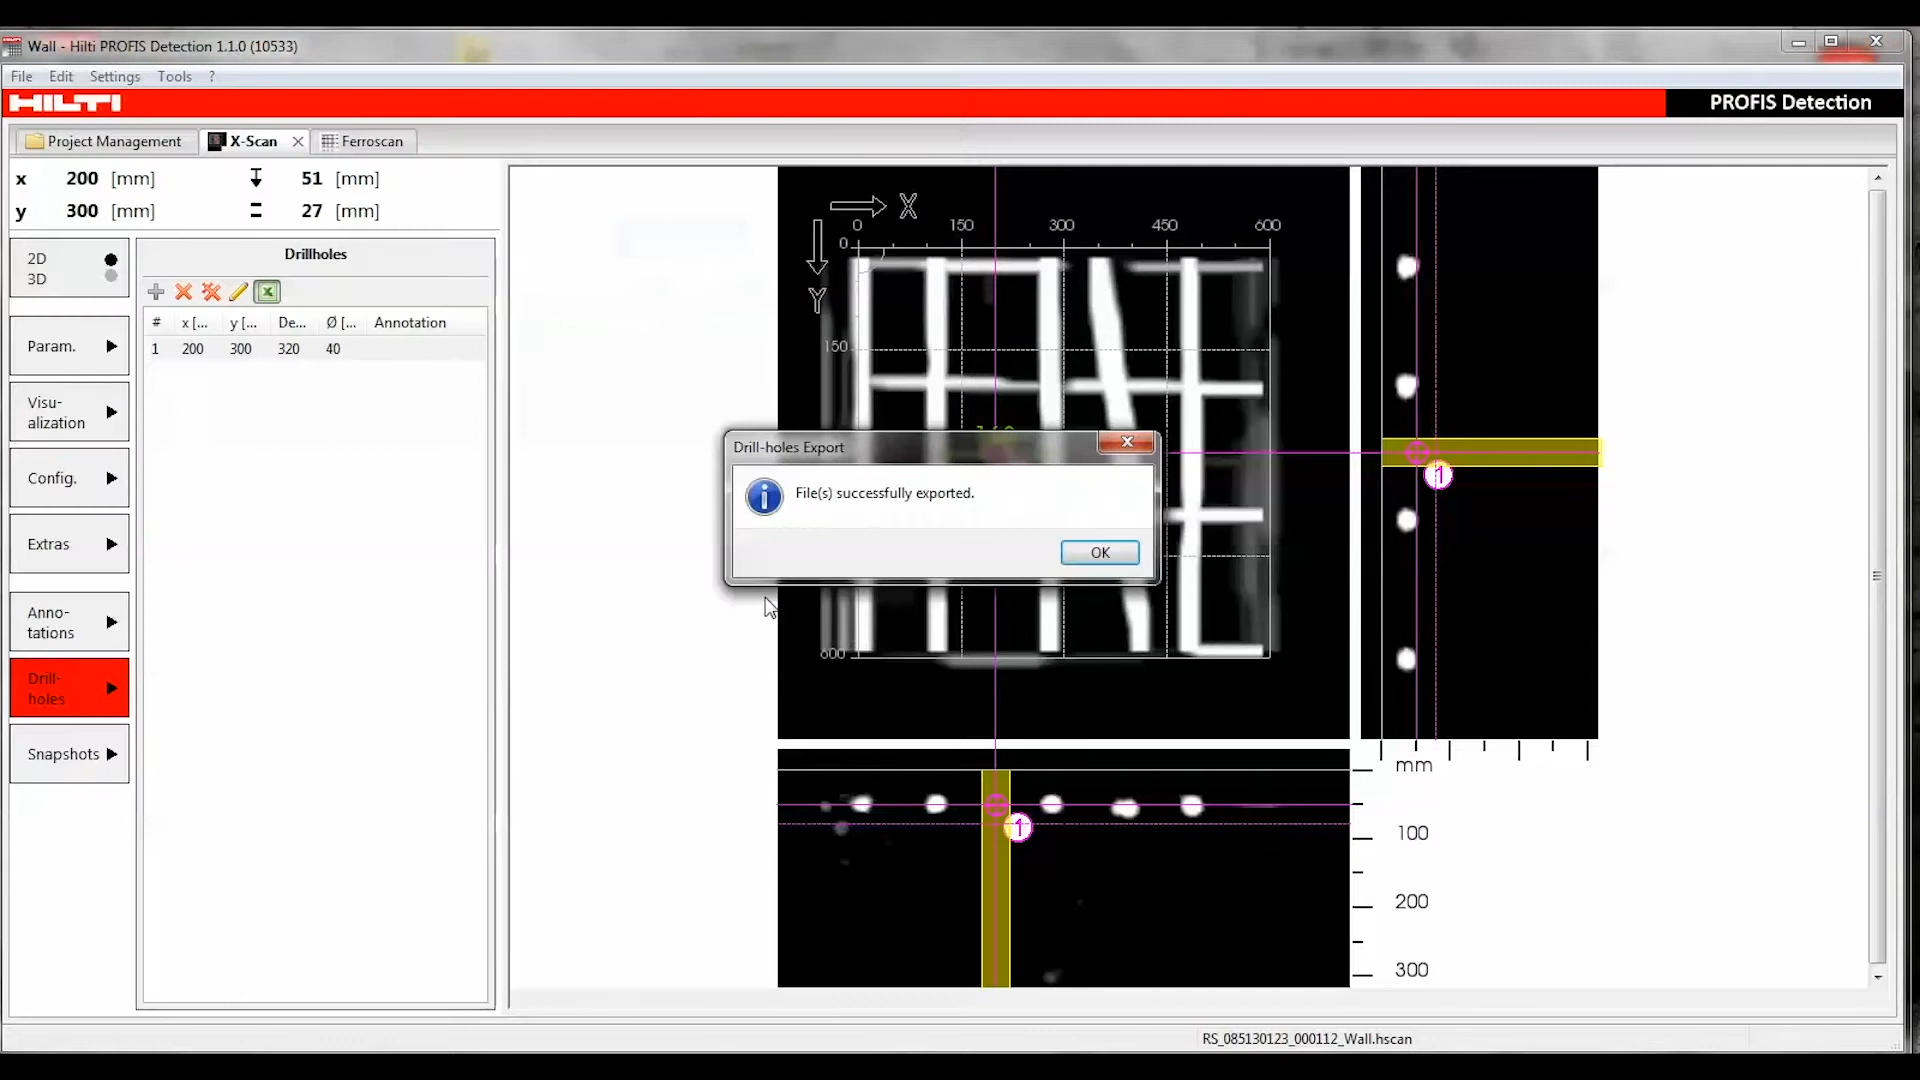 Wall - Hilti PROFIS Detection 1.1.0 (10533)
File Edit Settings Tools ?
HILTI
PROFIS Detection
Project Management
X-Scan
Ferroscan
x 200 [mm] 51 [mm]
y 300 [mm] 27 [mm]
2D
3D
Param.
Visu-
alization
Config.
Extras
Anno-
tations
Drill-
holes
Snapshots
Drillholes
# x [... y [... De... Ø [... Annotation
1 200 300 320 40
X
0 150 300 450 600
0
Y
150
600
Drill-holes Export
File(s) successfully exported.
OK
1
1
mm
100
200
300
RS_085130123_000112_Wall.hscan